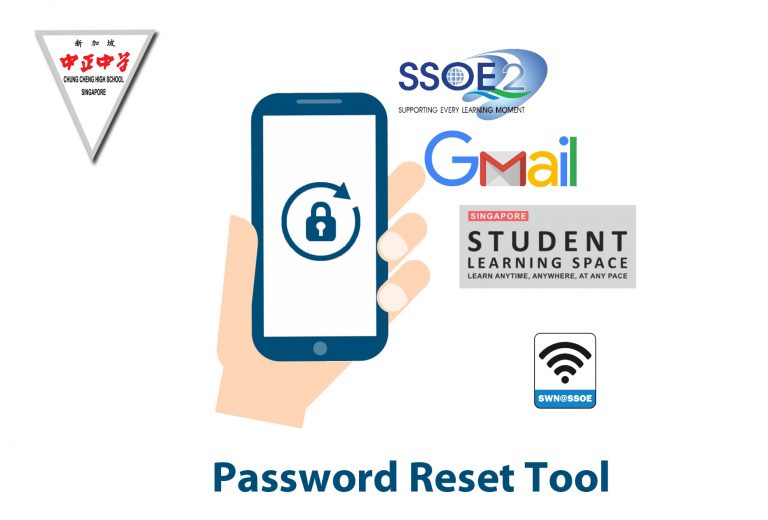 新加坡
中正中学
CHUNG CHENG HIGH SCHOOL
SINGAPORE
SSOE2
SUPPORTING EVERY LEARNING MOMENT
Gmail
SINGAPORE
STUDENT
LEARNING SPACE
LEARN ANYTIME, ANYWHERE, AT ANY PACE
SWN@SSOE
Password Reset Tool